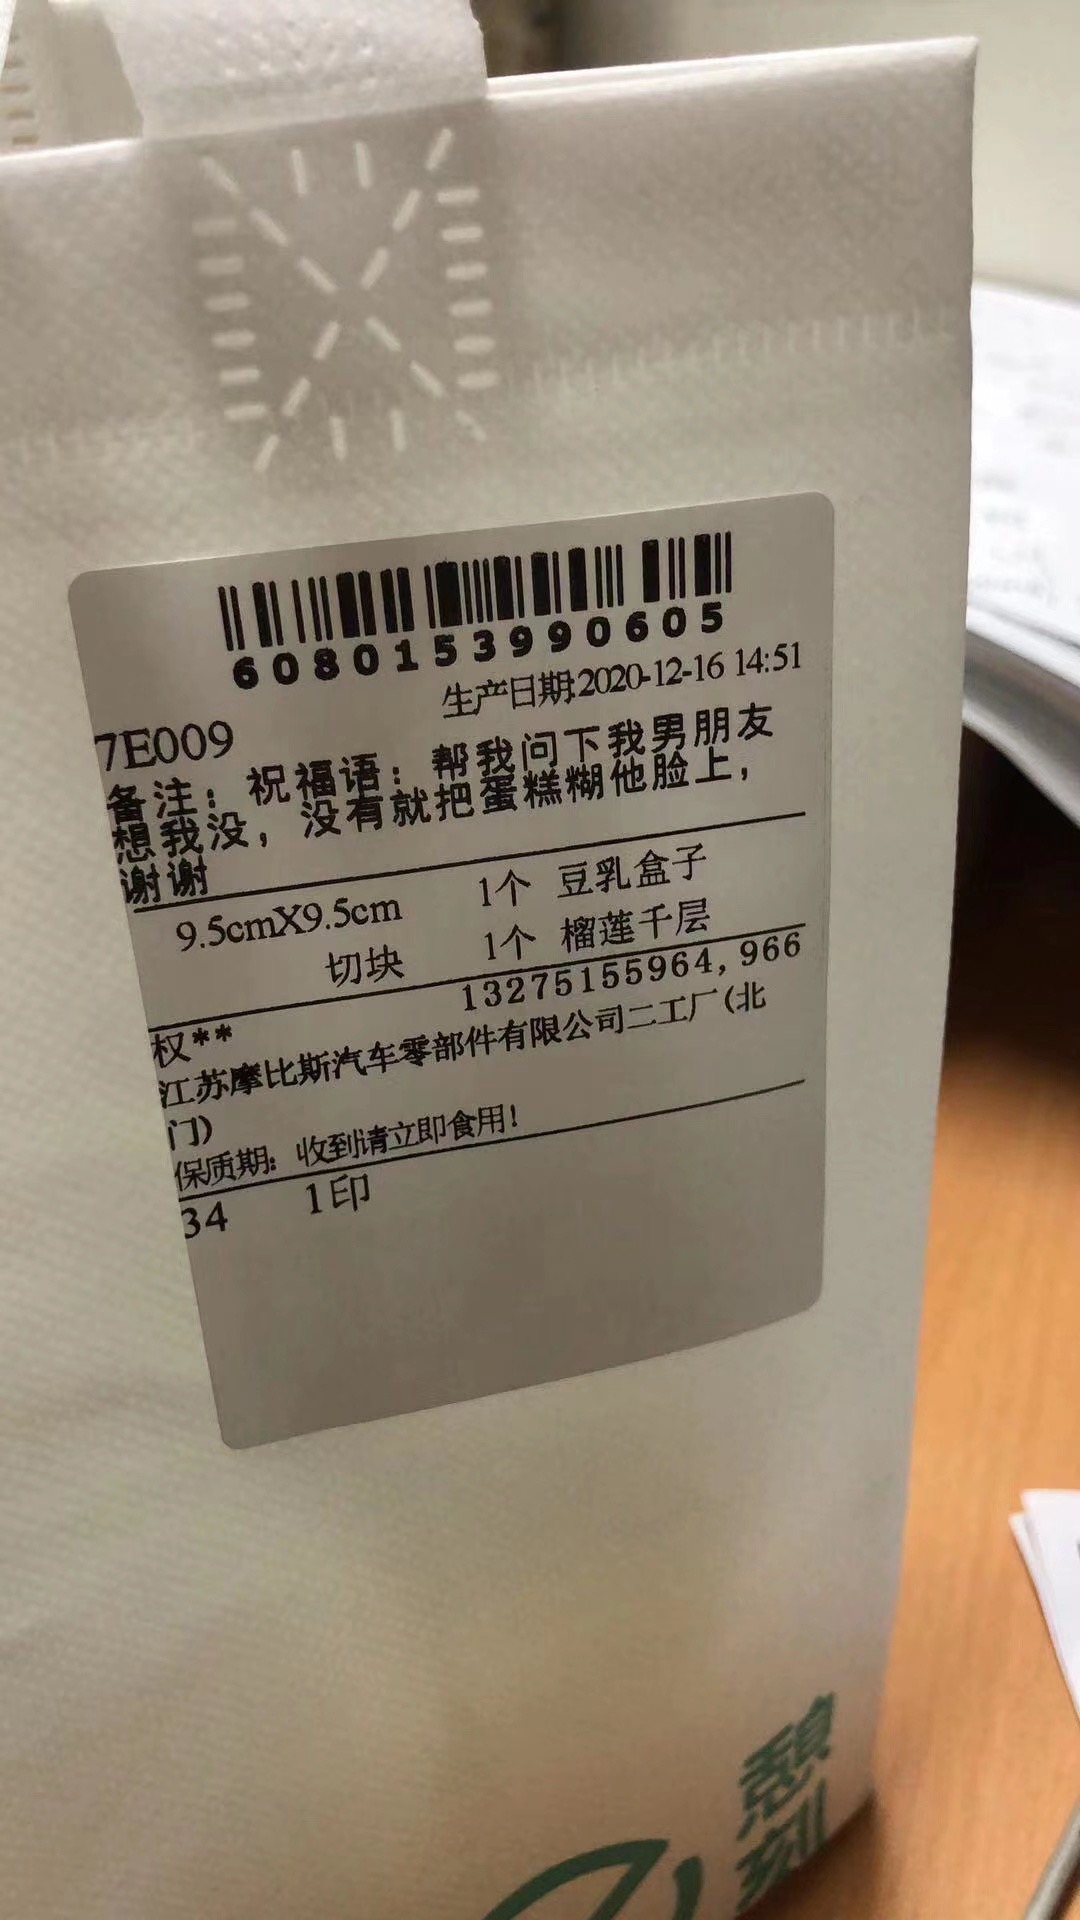 6080153990605
生产日期:2020-12-16 14:51
7E009
备注：祝福语：帮我问下我男朋友
想我没，没有就把蛋糕糊他脸上，
谢谢
9.5cmX9.5cm 1个 豆乳盒子
切块 1个 榴莲千层
13275155964, 966
权**
江苏摩比斯汽车零部件有限公司二工厂(北
门)
保质期: 收到请立即食用!
34 1印
憩
刻